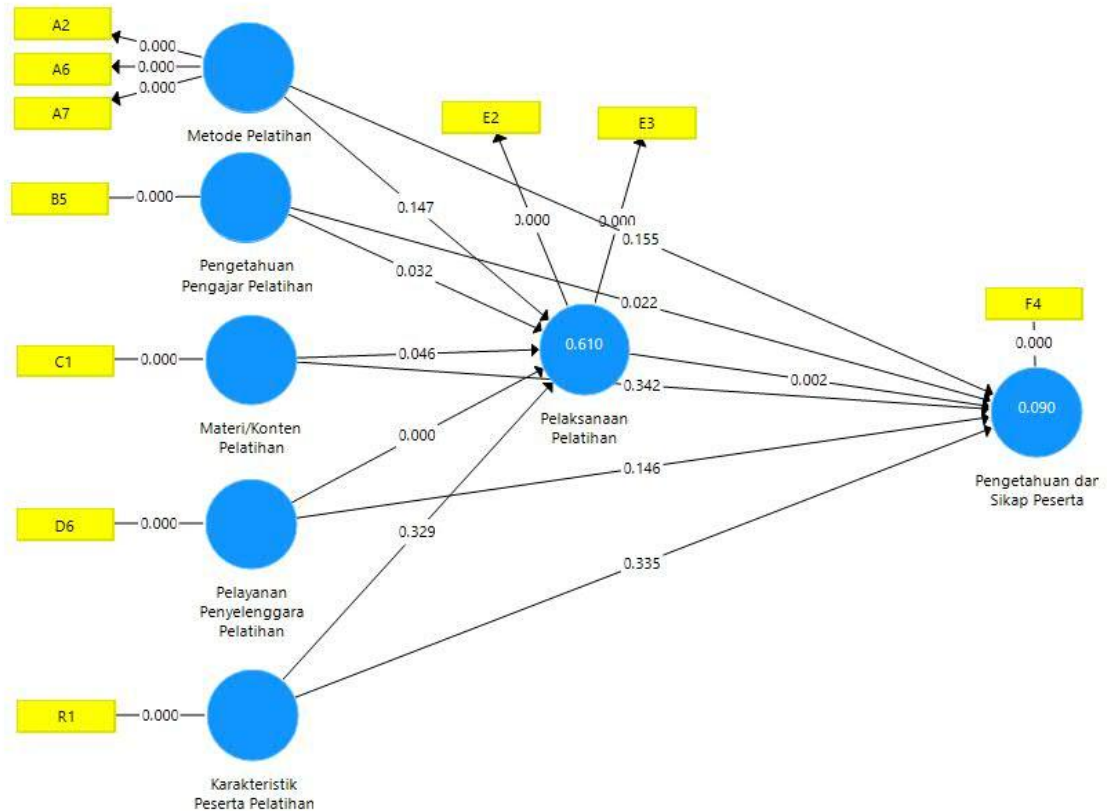 A2
0.000
A6
0.000
A7
0.000
Metode Pelatihan
E2
E3
B5
0.000
0.147
0.000
0.000
0.155
Pengetahuan
Pengajar Pelatihan
0.032
0.022
F4
0.000
C1
0.000
0.046
0.610
0.002
0.342
0.090
Materi/Konten
Pelatihan
Pelaksanaan
Pelatihan
0.000
0.146
Pengetahuan dar
Sikap Peserta
D6
0.000
0.329
0.335
Pelayanan
Penyelenggara
Pelatihan
R1
0.000
Karakteristik
Peserta Pelatihan